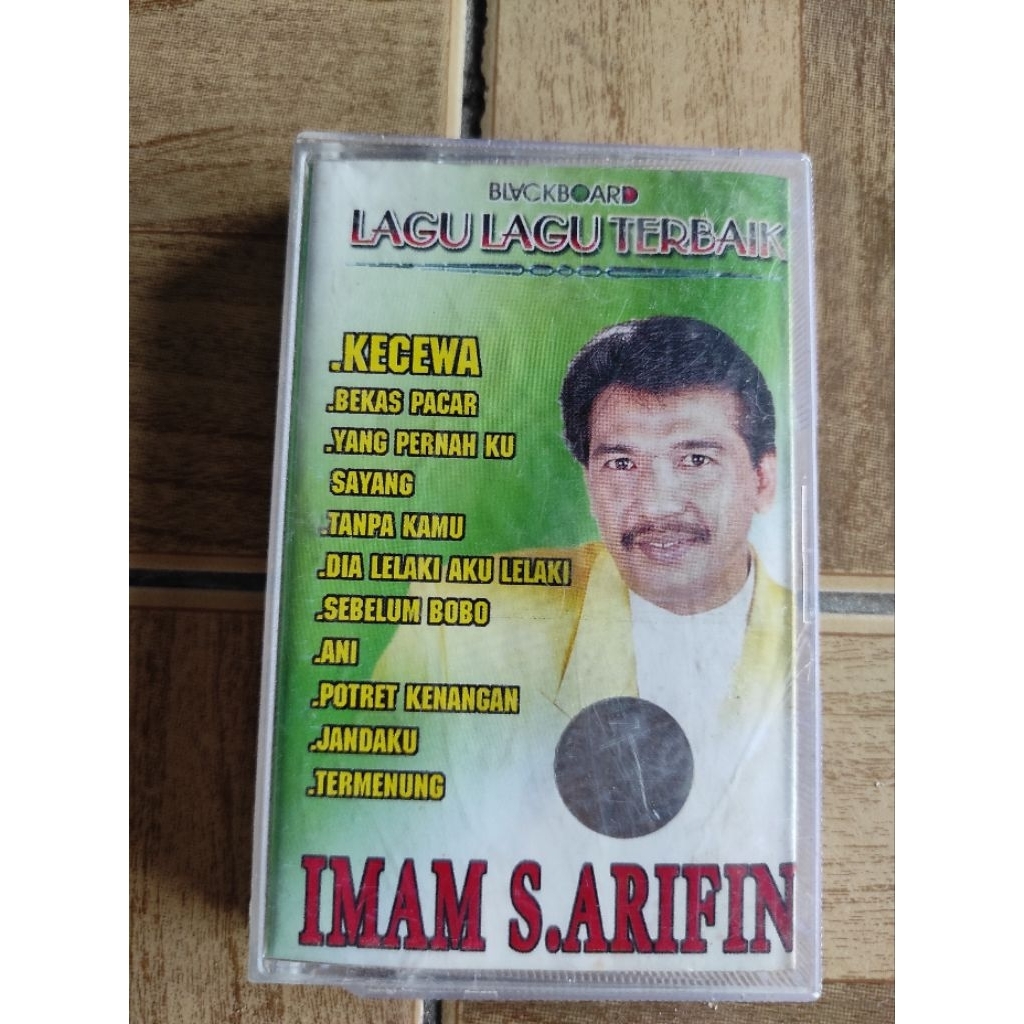 BLACKBOARD
LAGU LAGU TERBAIK
.KECEWA
.BEKAS PACAR
.YANG PERNAH KU
SAYANG
.TANPA KAMU
.DIA LELAKI AKU LELAKI
.SEBELUM BOBO
.ANI
.POTRET KENANGAN
.JANDAKU
.TERMENUNG
IMAM S.ARIFIN